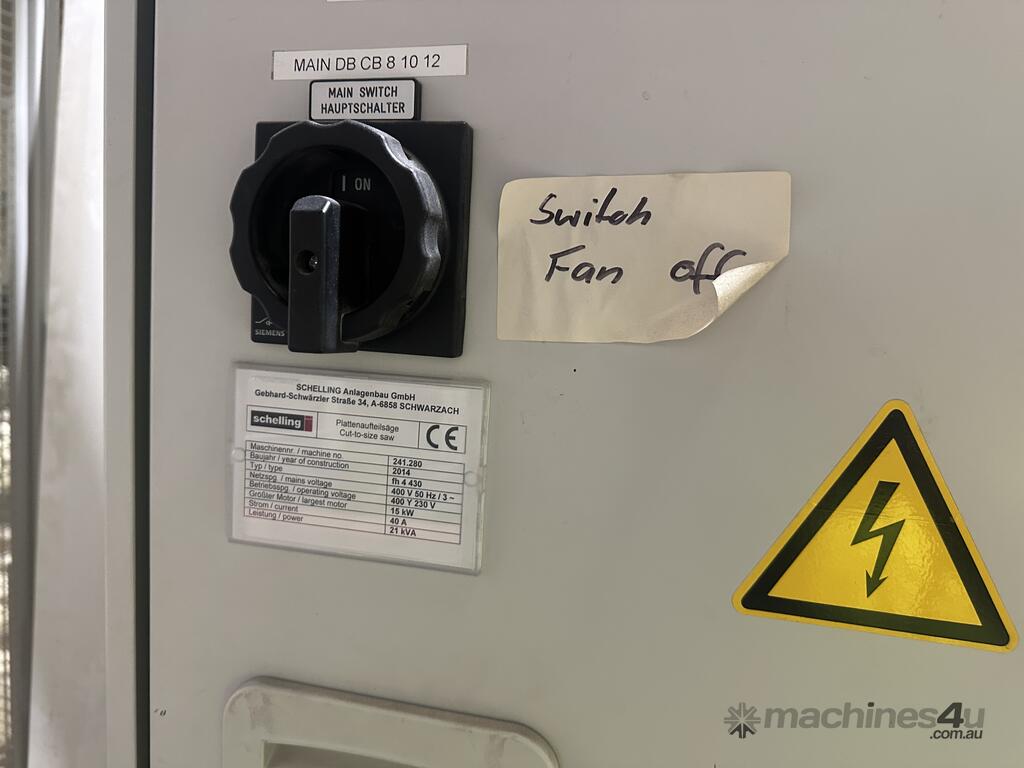 MAIN DB CB 8 10 12
MAIN SWITCH
HAUPTSCHALTER
I ON
SIEMENS
Switch
Fan off
SCHELLING Anlagenbau GmbH
Gebhard-Schwärzler Straße 34, A-6858 SCHWARZACH
schelling
Plattenaufteilsäge
Cut-to-size saw
CE
Maschinennr. / machine no. 241.280
Baujahr / year of construction 2014
Typ / type fh 4 430
Netzspg. / mains voltage 400 V 50 Hz / 3 ~
Betriebsspg. / operating voltage 400 Y 230 V
Größter Motor / largest motor 15 kW
Strom / current 40 A
Leistung / power 21 kVA
machines4u
.com.au